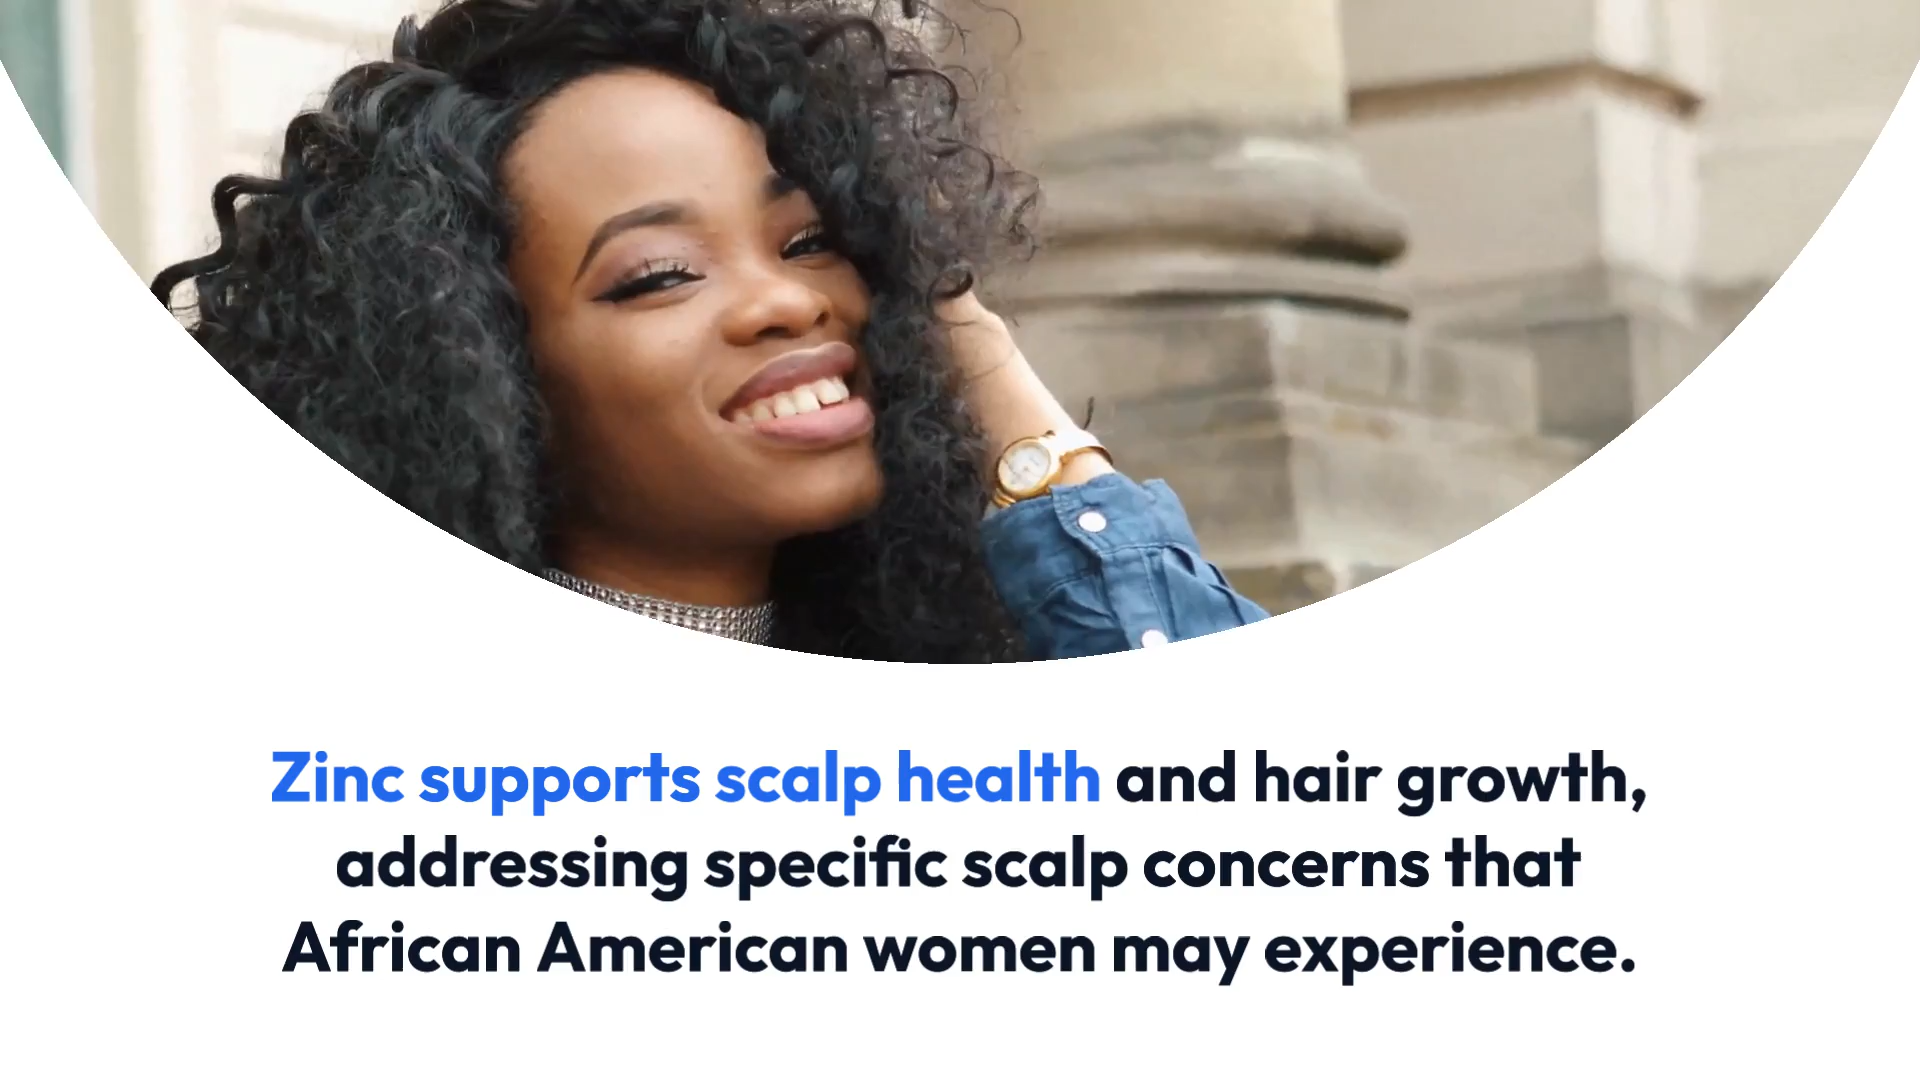 Zinc supports scalp health and hair growth,
addressing specific scalp concerns that
African American women may experience.